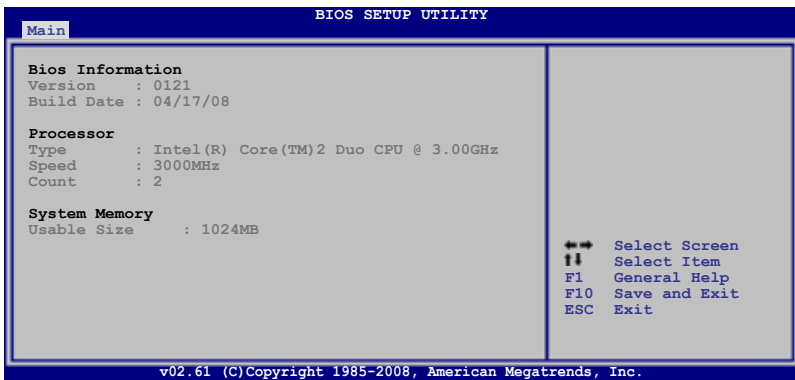 BIOS SETUP UTILITY
Main
Bios Information
Version : 0121
Build Date : 04/17/08
Processor
Type : Intel(R) Core(TM)2 Duo CPU @ 3.00GHz
Speed : 3000MHz
Count : 2
System Memory
Usable Size : 1024MB
←→ Select Screen
↑↓ Select Item
F1 General Help
F10 Save and Exit
ESC Exit
v02.61 (C)Copyright 1985-2008, American Megatrends, Inc.